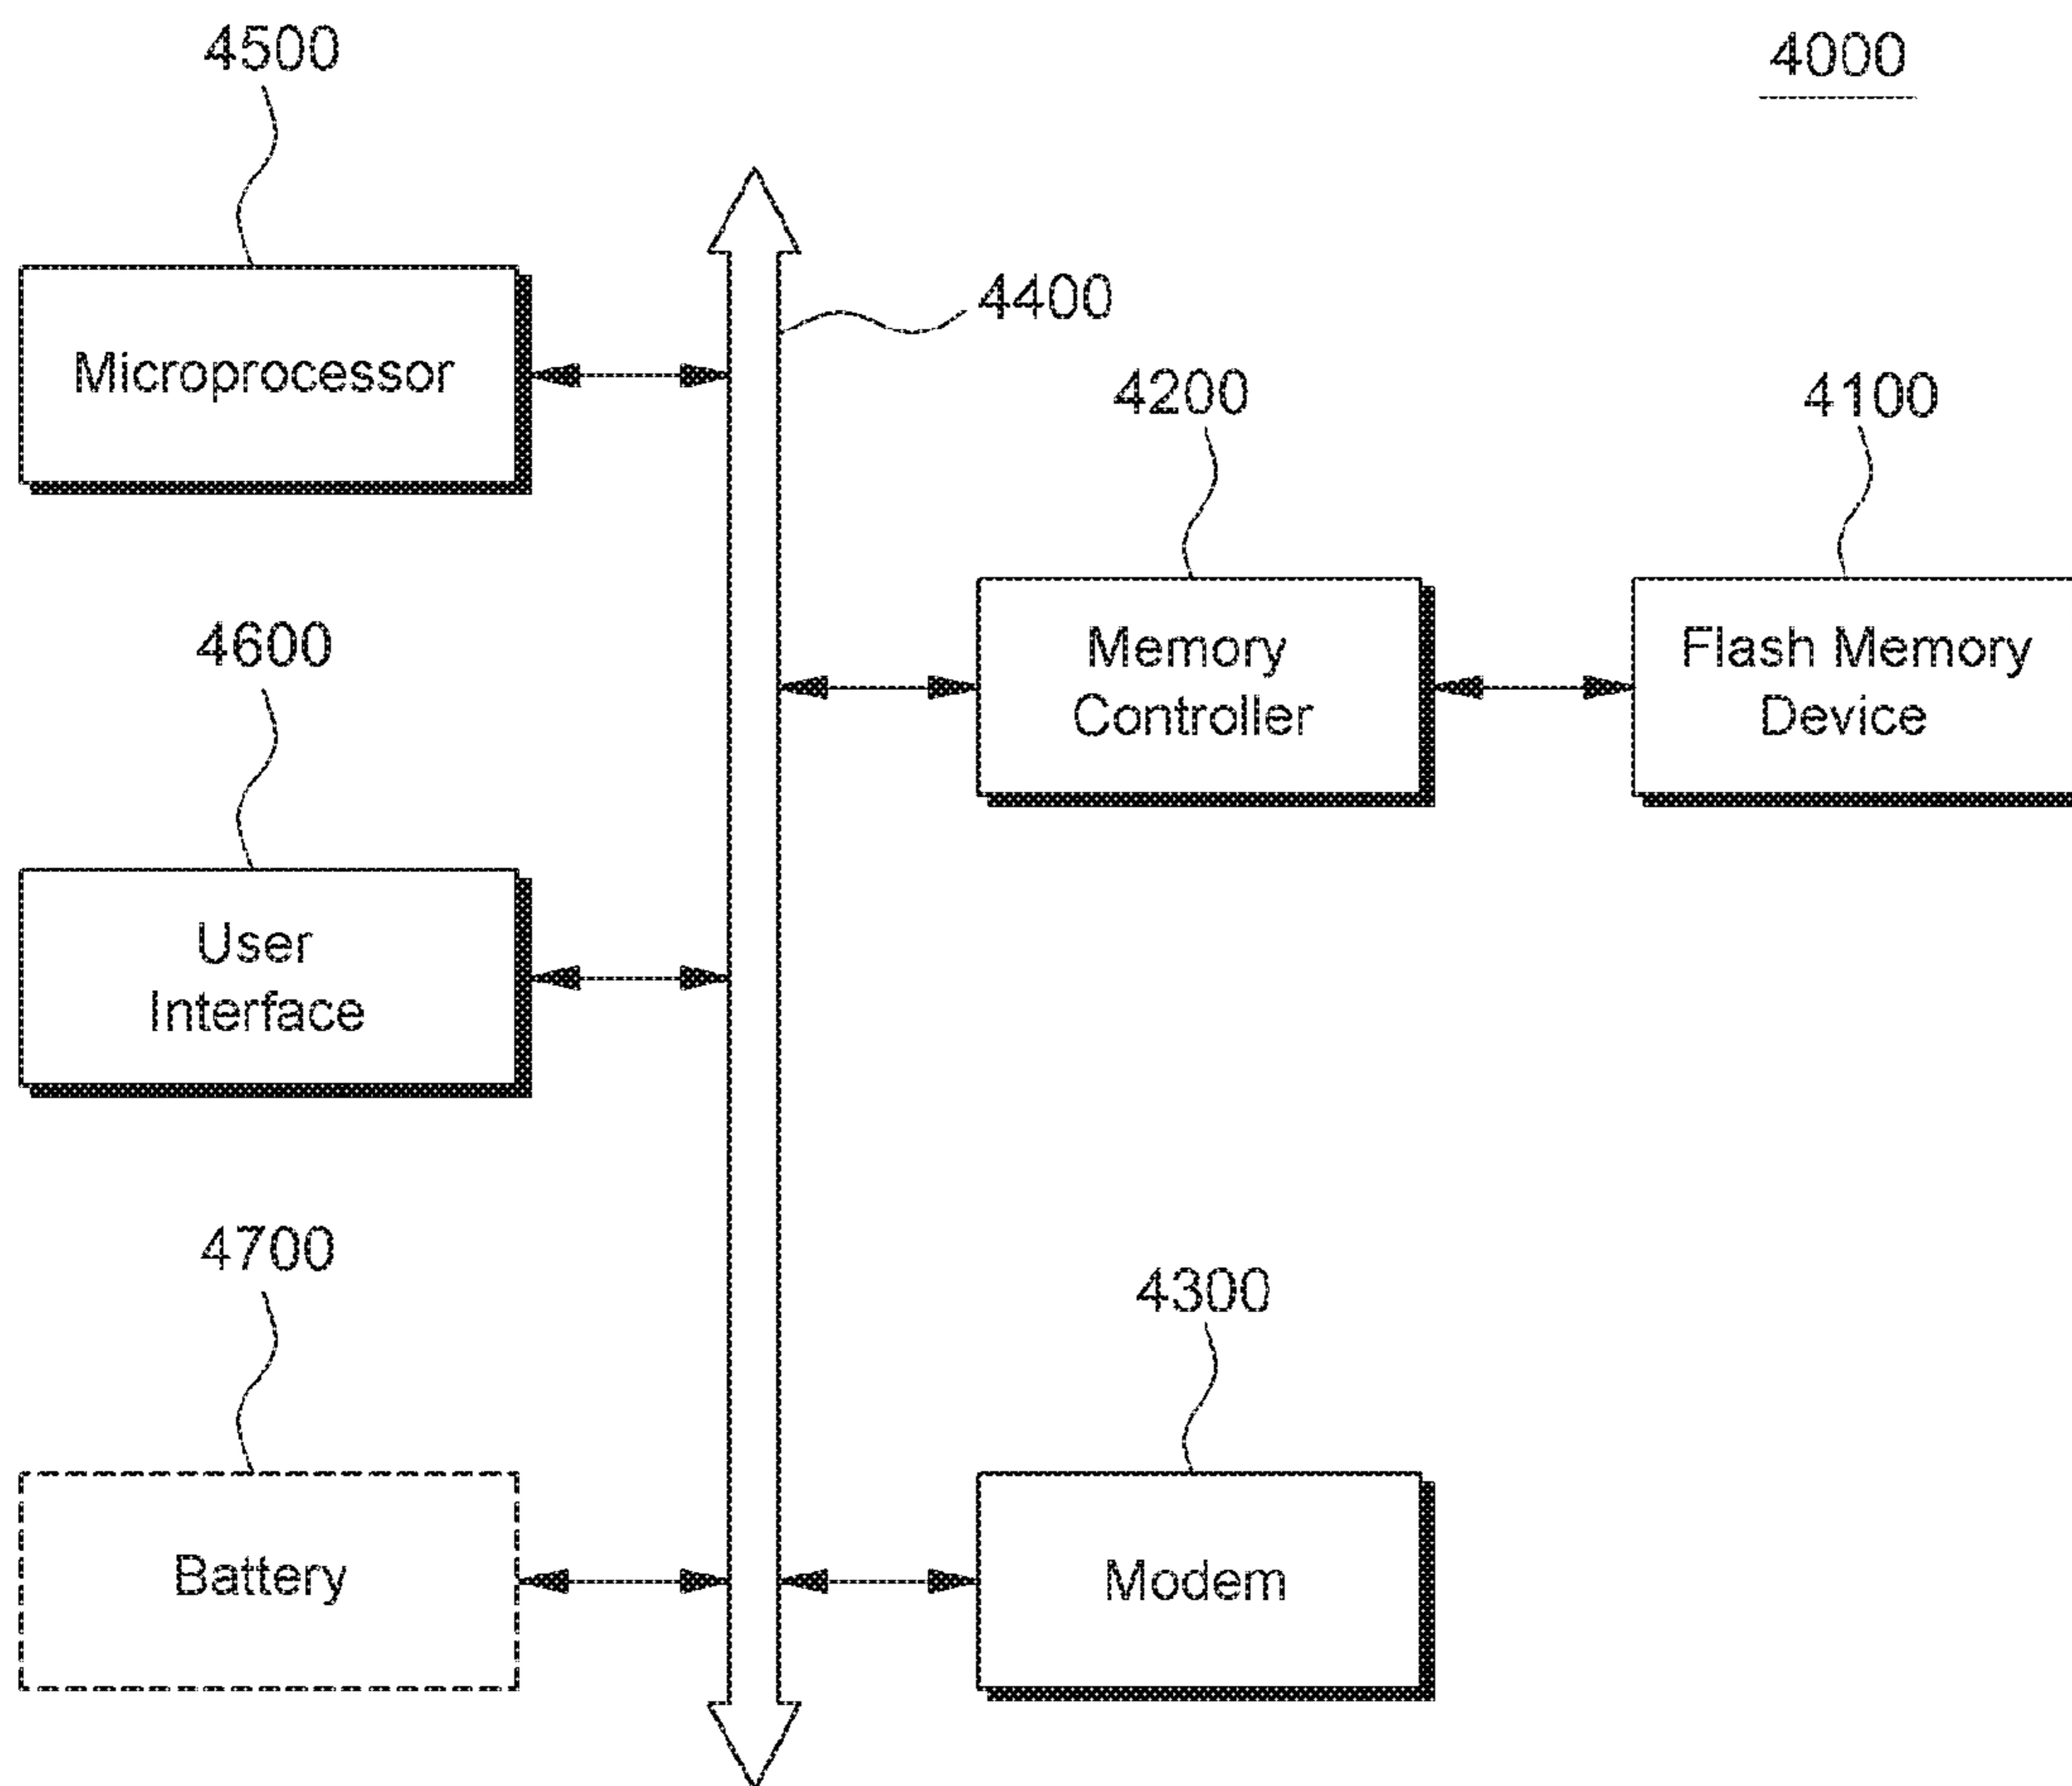 4500
4000
4400
Microprocessor
4200
4100
4600
Memory
Controller
Flash Memory
Device
User
Interface
4700
4300
Battery
Modem